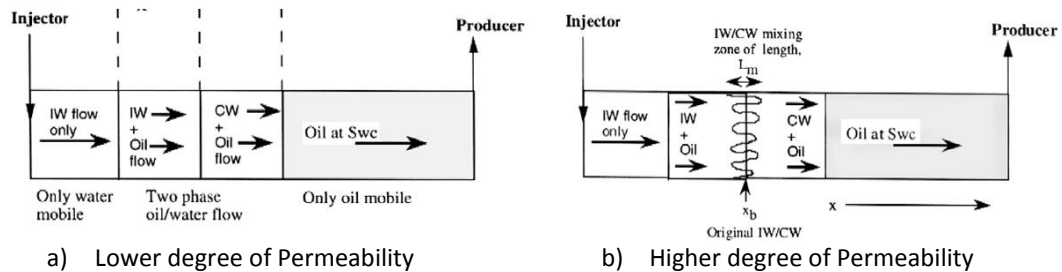 Injector
Producer
IW flow
only
IW
+
Oil
flow
CW
+
Oil
flow
Oil at Swc
Only water
mobile
Two phase
oil/water flow
Only oil mobile
a) Lower degree of Permeability
IW/CW mixing
zone of length,
Lm
Injector
Producer
IW flow
only
IW
+
Oil
CW
+
Oil
Oil at Swc
xb
x
Original IW/CW
b) Higher degree of Permeability